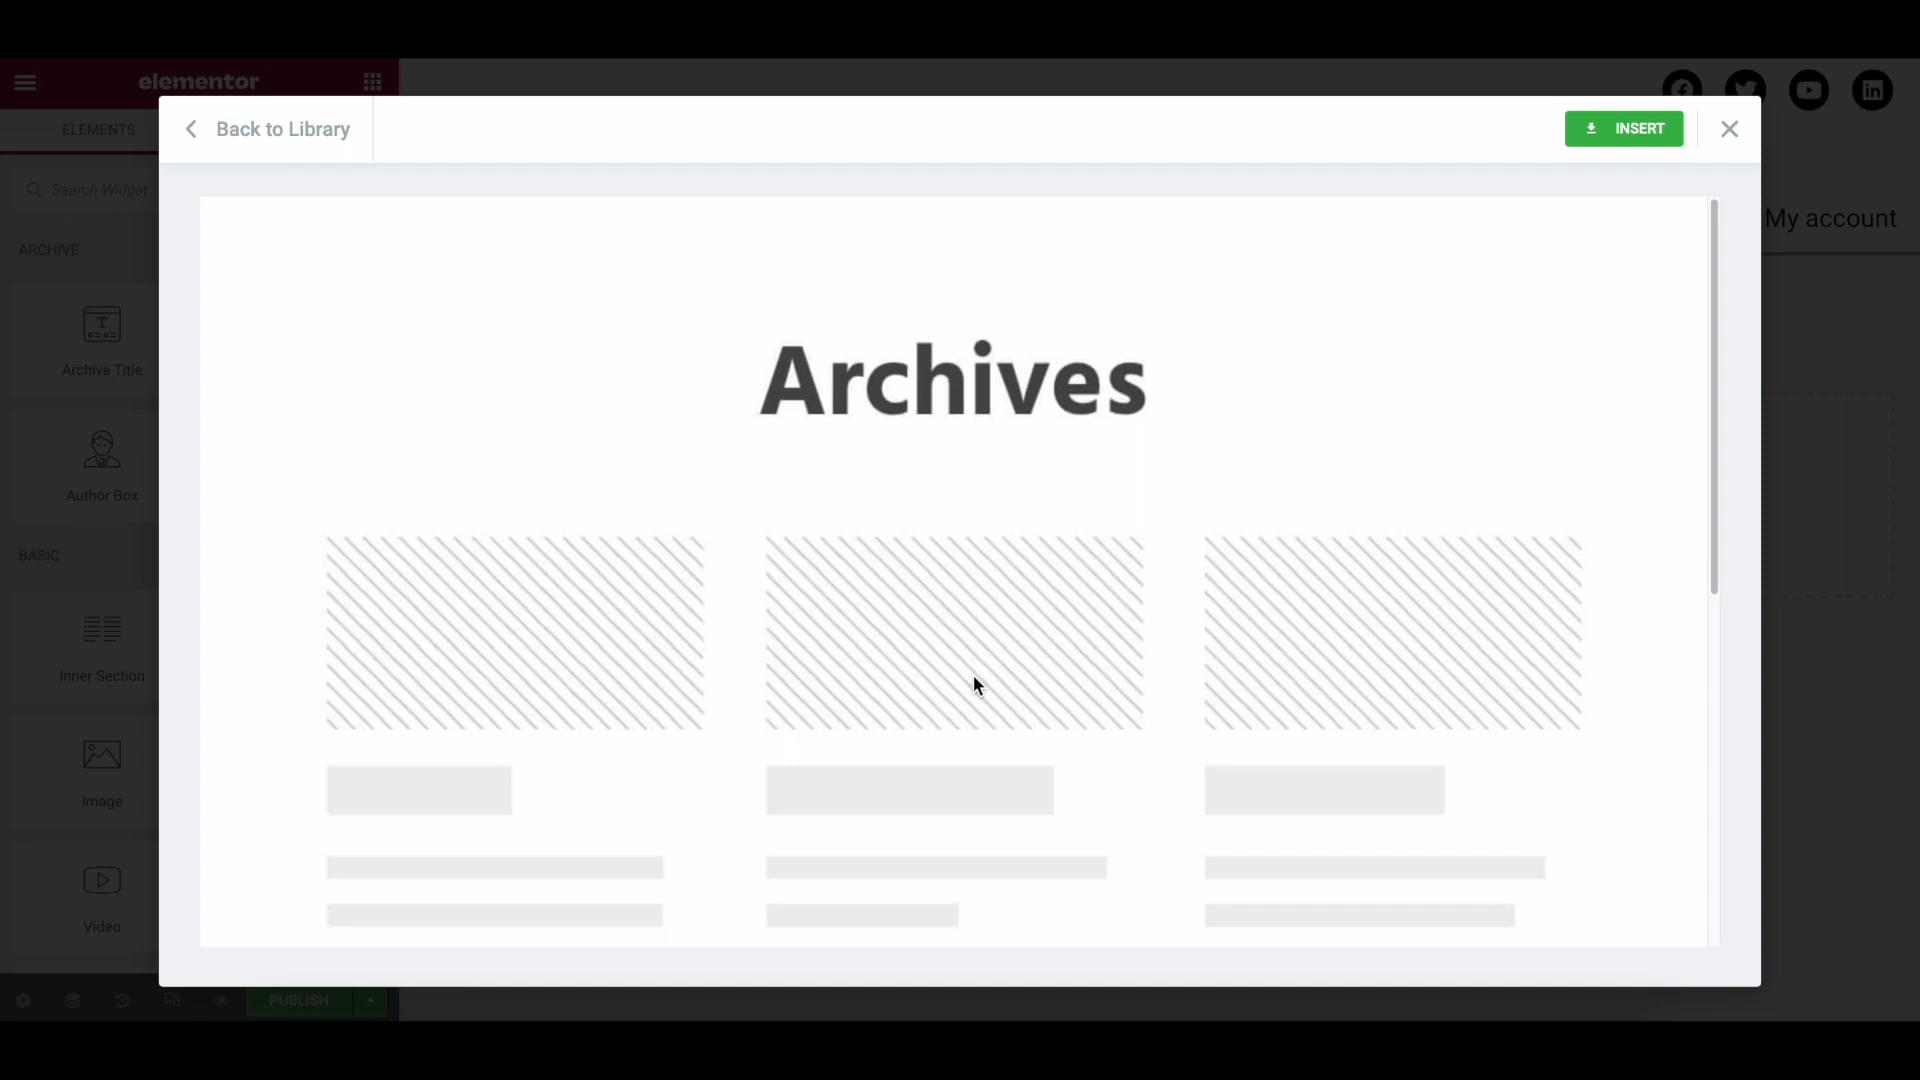 elementor
ELEMENTS
Back to Library
INSERT
Search Widget
My account
ARCHIVE
Archive Title
Archives
Author Box
BASIC
Inner Section
Image
Video
PUBLISH